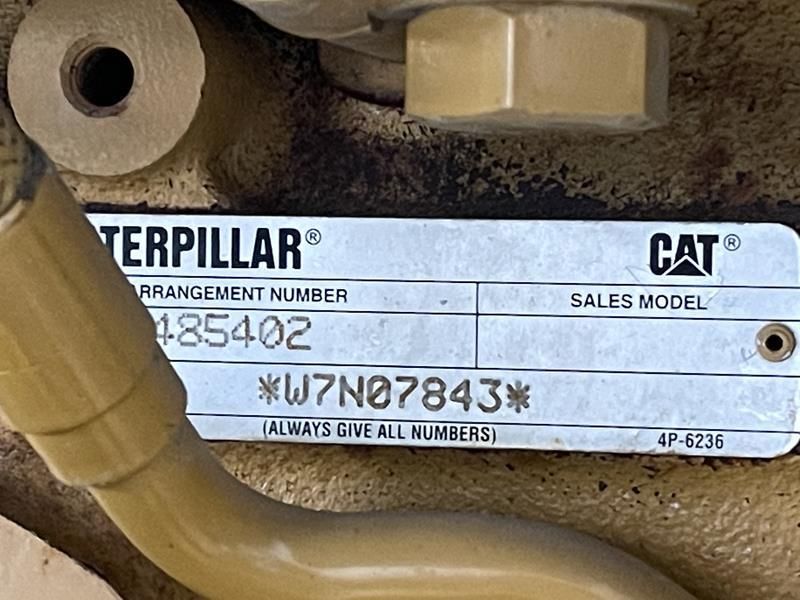 TERPILLAR® CAT®
RRANGEMENT NUMBER SALES MODEL
485402
*W7N07843*
(ALWAYS GIVE ALL NUMBERS) 4P-6236